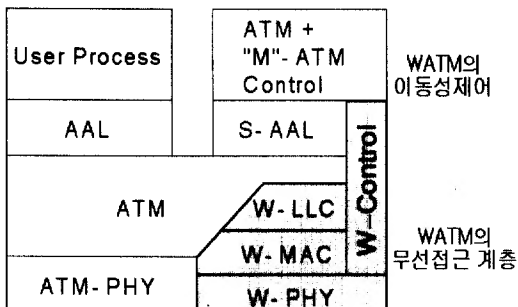 User Process
ATM +
"M"- ATM
Control
WATM의
이동성제어
AAL
S- AAL
W-Control
ATM
W- LLC
W- MAC
WATM의
무선접근 계층
ATM- PHY
W- PHY